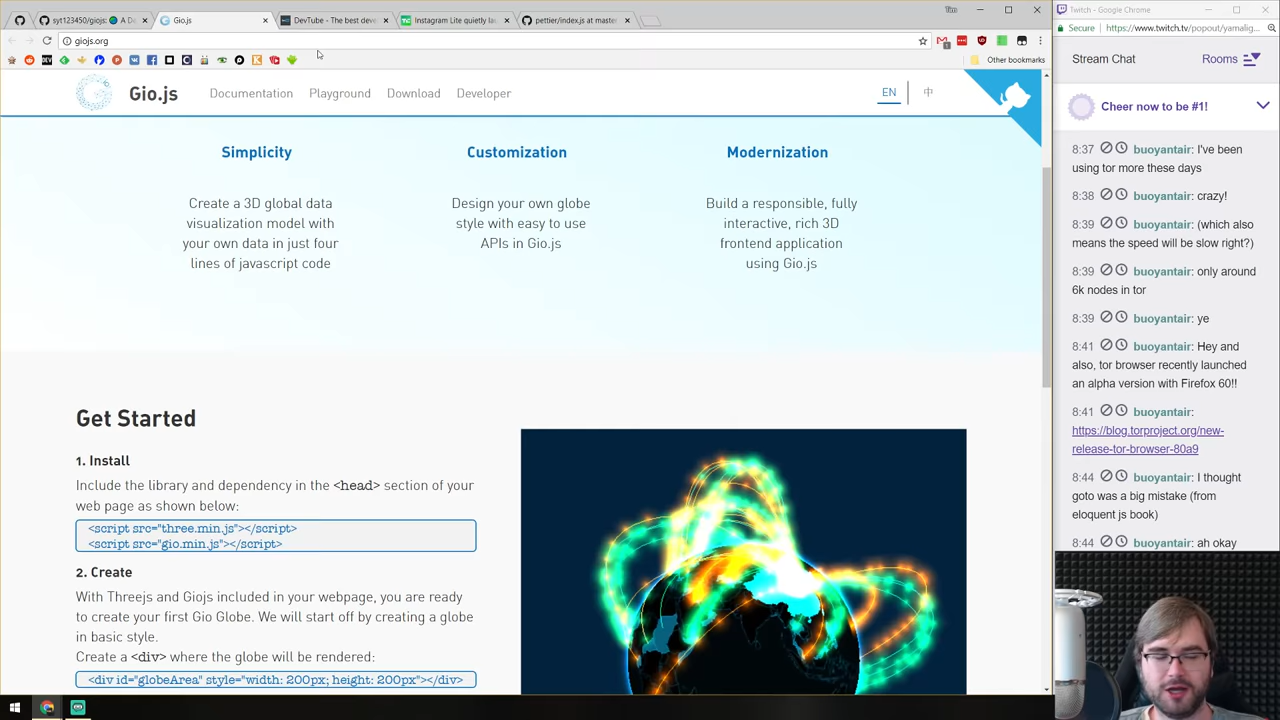 syt123450/giojs: 🌏 A De
Gio.js
DevTube - The best deve
Instagram Lite quietly la
pettier/index.js at maste
Tim
Twitch - Google Chrome
giojs.org
Secure
https://www.twitch.tv/popout/yamalig...
Other bookmarks
Gio.js
Documentation
Playground
Download
Developer
EN
中
Simplicity
Create a 3D global data
visualization model with
your own data in just four
lines of javascript code
Customization
Design your own globe
style with easy to use
APIs in Gio.js
Modernization
Build a responsible, fully
interactive, rich 3D
frontend application
using Gio.js
Get Started
1. Install
Include the library and dependency in the <head> section of your
web page as shown below:
<script src="three.min.js"></script>
<script src="gio.min.js"></script>
2. Create
With Threejs and Giojs included in your webpage, you are ready
to create your first Gio Globe. We will start off by creating a globe
in basic style.
Create a <div> where the globe will be rendered:
<div id="globeArea" style="width: 200px; height: 200px"></div>
Stream Chat
Rooms
Cheer now to be #1!
8:37 buoyantair: I've been
using tor more these days
8:38 buoyantair: crazy!
8:39 buoyantair: (which also
means the speed will be slow right?)
8:39 buoyantair: only around
6k nodes in tor
8:39 buoyantair: ye
8:41 buoyantair: Hey and
also, tor browser recently launched
an alpha version with Firefox 60!!
8:41 buoyantair:
https://blog.torproject.org/new-
release-tor-browser-80a9
8:44 buoyantair: I thought
goto was a big mistake (from
eloquent js book)
8:44 buoyantair: ah okay